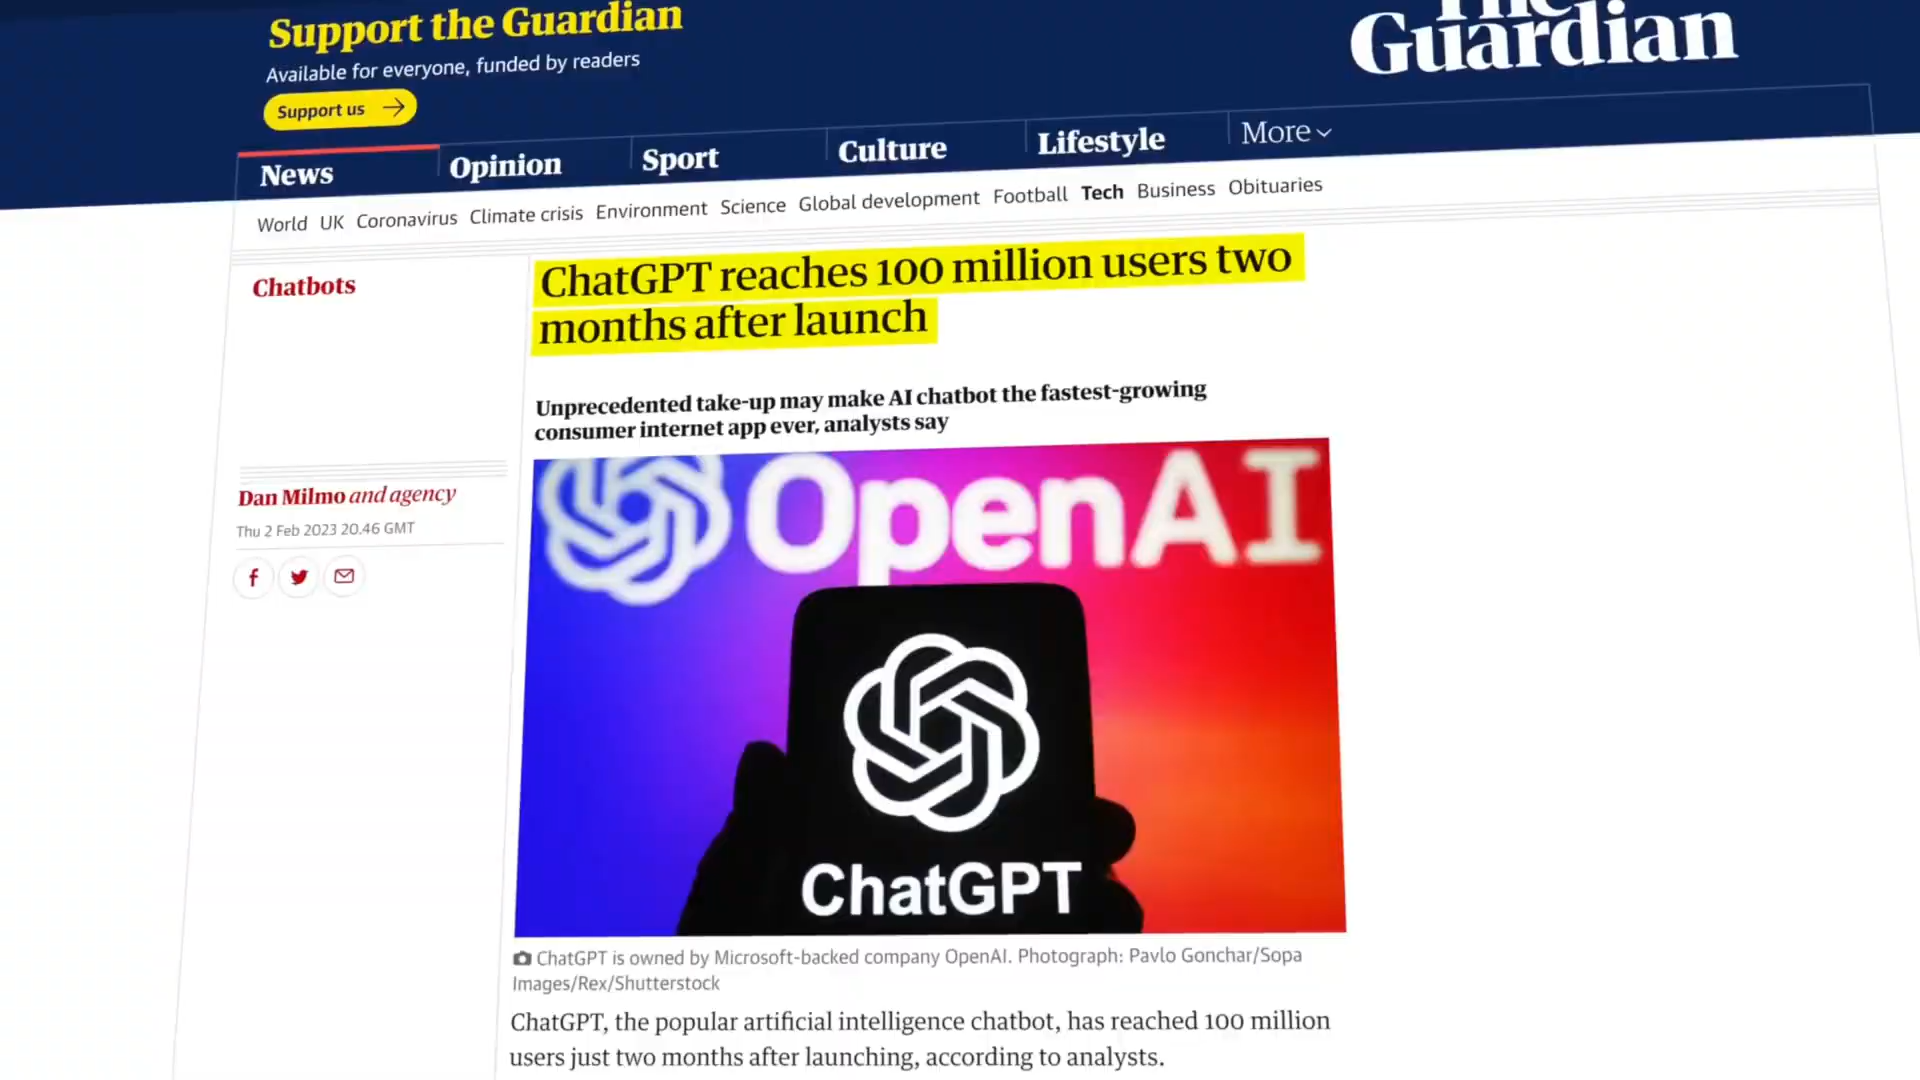 Support the Guardian
Available for everyone, funded by readers
Support us
The
Guardian
News
Opinion
Sport
Culture
Lifestyle
More
World UK Coronavirus Climate crisis Environment Science Global development Football Tech Business Obituaries
Chatbots
ChatGPT reaches 100 million users two
months after launch
Unprecedented take-up may make AI chatbot the fastest-growing
consumer internet app ever, analysts say
Dan Milmo and agency
Thu 2 Feb 2023 20.46 GMT
OpenAI
ChatGPT
ChatGPT is owned by Microsoft-backed company OpenAI. Photograph: Pavlo Gonchar/Sopa
Images/Rex/Shutterstock
ChatGPT, the popular artificial intelligence chatbot, has reached 100 million
users just two months after launching, according to analysts.